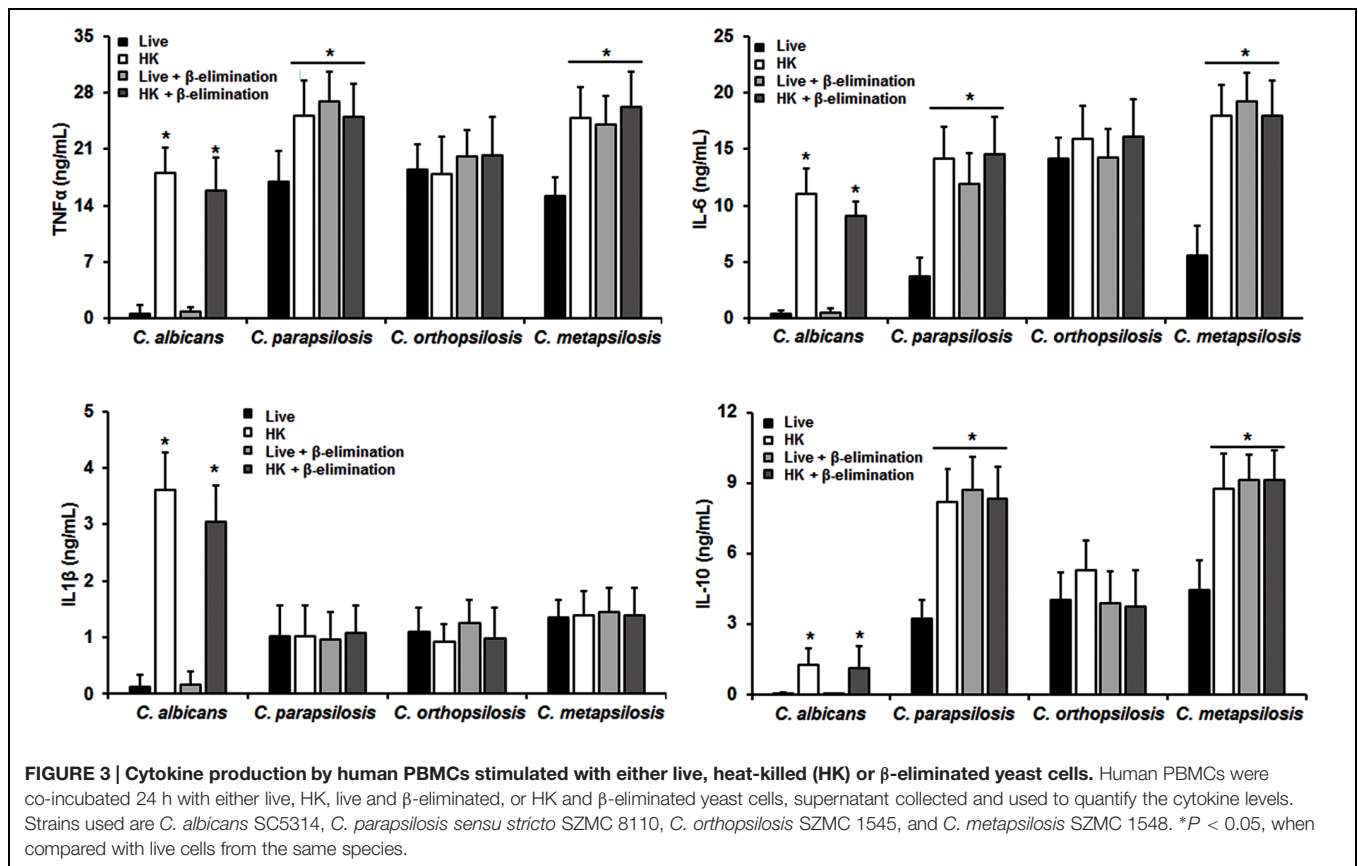 35
28
21
14
7
0
TNFα (ng/mL)
Live
HK
Live + β-elimination
HK + β-elimination
*
*
*
*
C. albicans
C. parapsilosis
C. orthopsilosis
C. metapsilosis
25
20
15
10
5
0
IL-6 (ng/mL)
Live
HK
Live + β-elimination
HK + β-elimination
*
*
*
*
C. albicans
C. parapsilosis
C. orthopsilosis
C. metapsilosis
5
4
3
2
1
0
IL1β (ng/mL)
Live
HK
Live + β-elimination
HK + β-elimination
*
*
C. albicans
C. parapsilosis
C. orthopsilosis
C. metapsilosis
12
9
6
3
0
IL-10 (ng/mL)
Live
HK
Live + β-elimination
HK + β-elimination
*
*
*
*
C. albicans
C. parapsilosis
C. orthopsilosis
C. metapsilosis
FIGURE 3 | Cytokine production by human PBMCs stimulated with either live, heat-killed (HK) or β-eliminated yeast cells. Human PBMCs were
co-incubated 24 h with either live, HK, live and β-eliminated, or HK and β-eliminated yeast cells, supernatant collected and used to quantify the cytokine levels.
Strains used are C. albicans SC5314, C. parapsilosis sensu stricto SZMC 8110, C. orthopsilosis SZMC 1545, and C. metapsilosis SZMC 1548. *P < 0.05, when
compared with live cells from the same species.